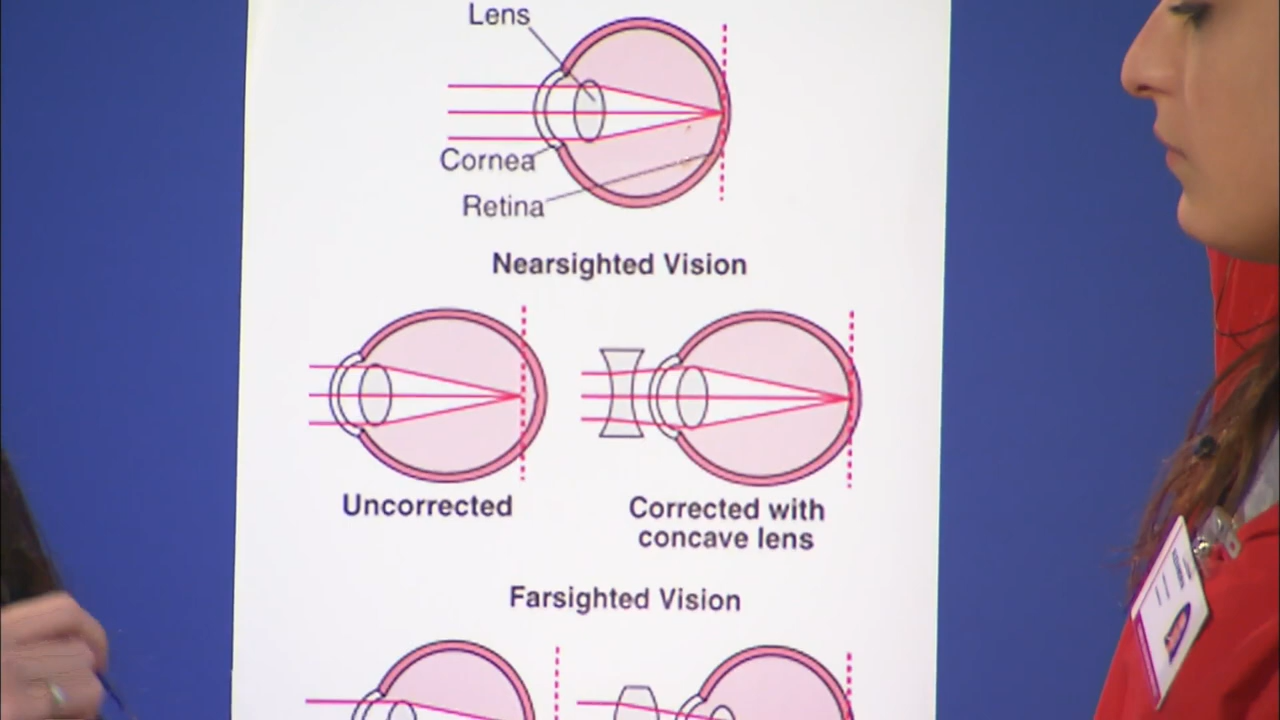 Lens
Cornea
Retina
Nearsighted Vision
Uncorrected
Corrected with
concave lens
Farsighted Vision